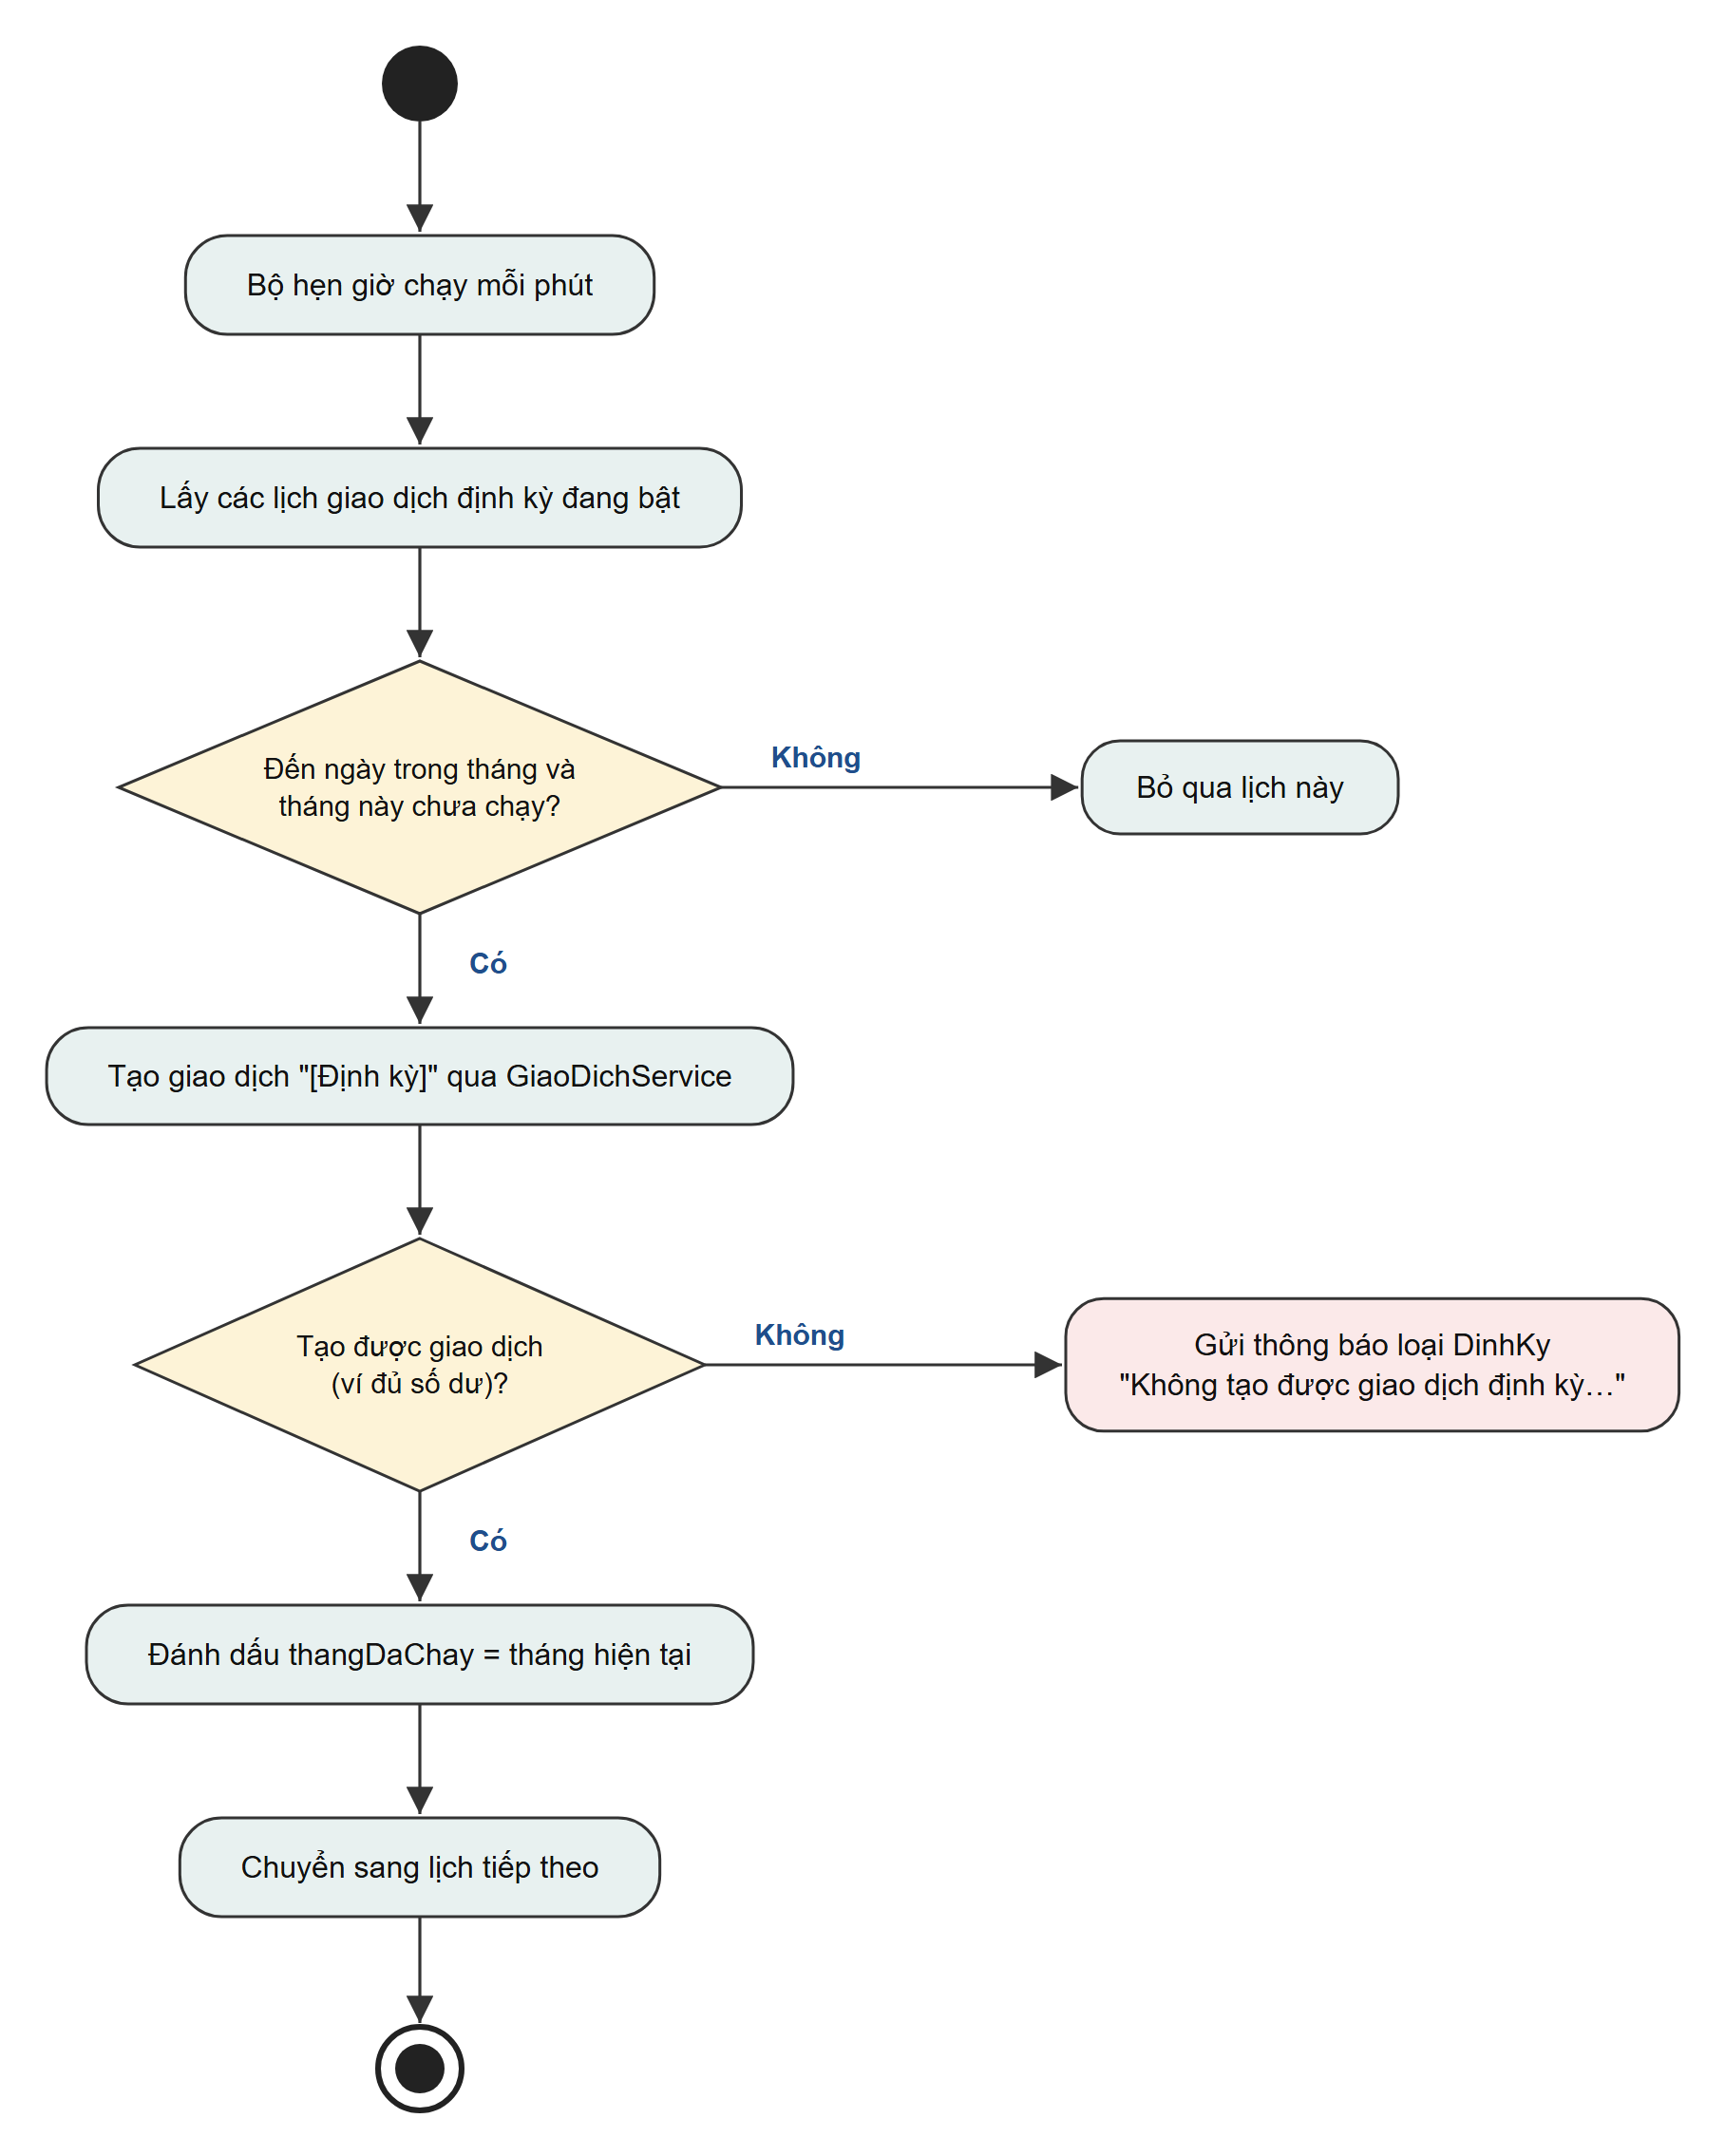 Bộ hẹn giờ chạy mỗi phút
Lấy các lịch giao dịch định kỳ đang bật
Đến ngày trong tháng và
tháng này chưa chạy?
Không
Bỏ qua lịch này
Có
Tạo giao dịch "[Định kỳ]" qua GiaoDichService
Tạo được giao dịch
(ví đủ số dư)?
Không
Gửi thông báo loại DinhKy
"Không tạo được giao dịch định kỳ…"
Có
Đánh dấu thangDaChay = tháng hiện tại
Chuyển sang lịch tiếp theo